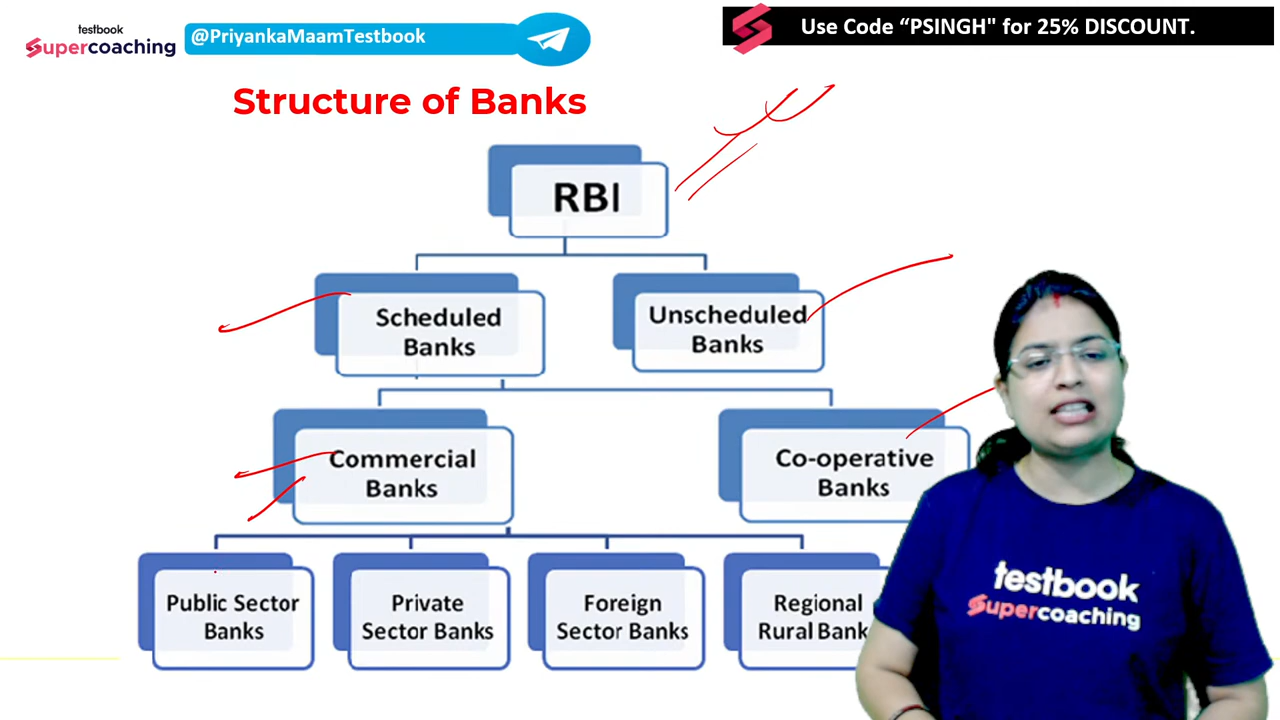 testbook
Supercoaching
@PriyankaMaamTestbook
Use Code “PSINGH" for 25% DISCOUNT.
Structure of Banks
RBI
Scheduled
Banks
Unscheduled
Banks
Commercial
Banks
Co-operative
Banks
Public Sector
Banks
Private
Sector Banks
Foreign
Sector Banks
Regional
Rural Bank
testbook
Supercoaching